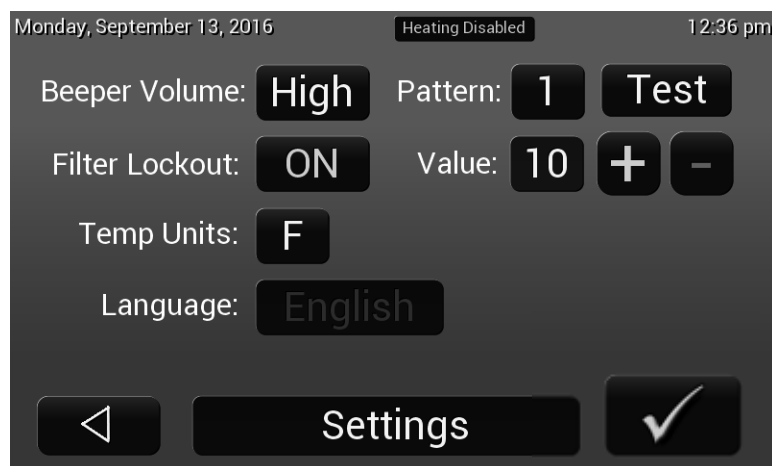 Monday, September 13, 2016 Heating Disabled 12:36 pm
Beeper Volume: High Pattern: 1 Test
Filter Lockout: ON Value: 10 + -
Temp Units: F
Language: English
Settings